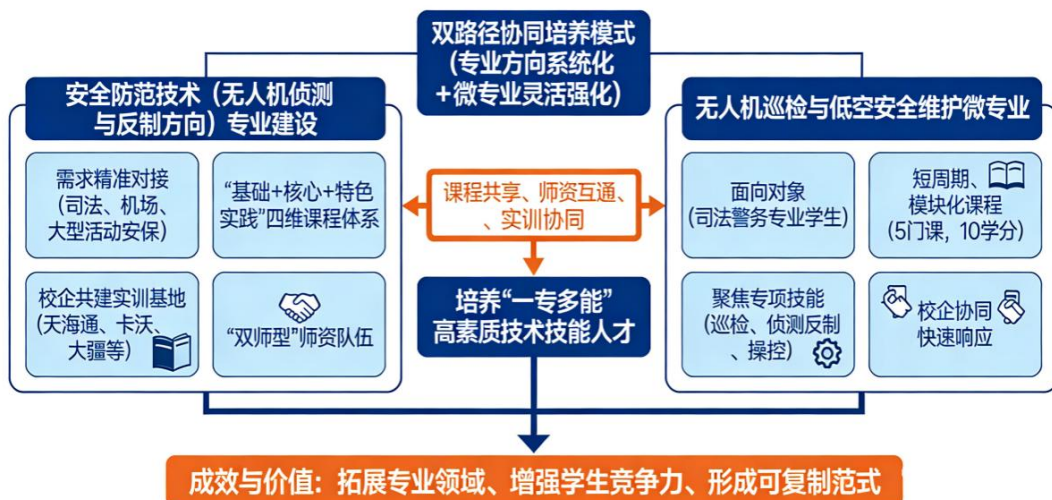 双路径协同培养模式
(专业方向系统化
+微专业灵活强化）
安全防范技术（无人机侦测
与反制方向）专业建设
需求精准对接
(司法、机场、
大型活动安保)
“基础+核心+特色
实践”四维课程体系
校企共建实训基地
(天海通、卡沃、
大疆等)
“双师型”师资队伍
课程共享、师资互通、
、实训协同
培养“一专多能”
高素质技术技能人才
无人机巡检与低空安全维护微专业
面向对象
(司法警务专业学生)
短周期、
模块化课程
(5门课，10学分)
聚焦专项技能
(巡检、侦测反制
、操控)
校企协同
快速响应
成效与价值：拓展专业领域、增强学生竞争力、形成可复制范式